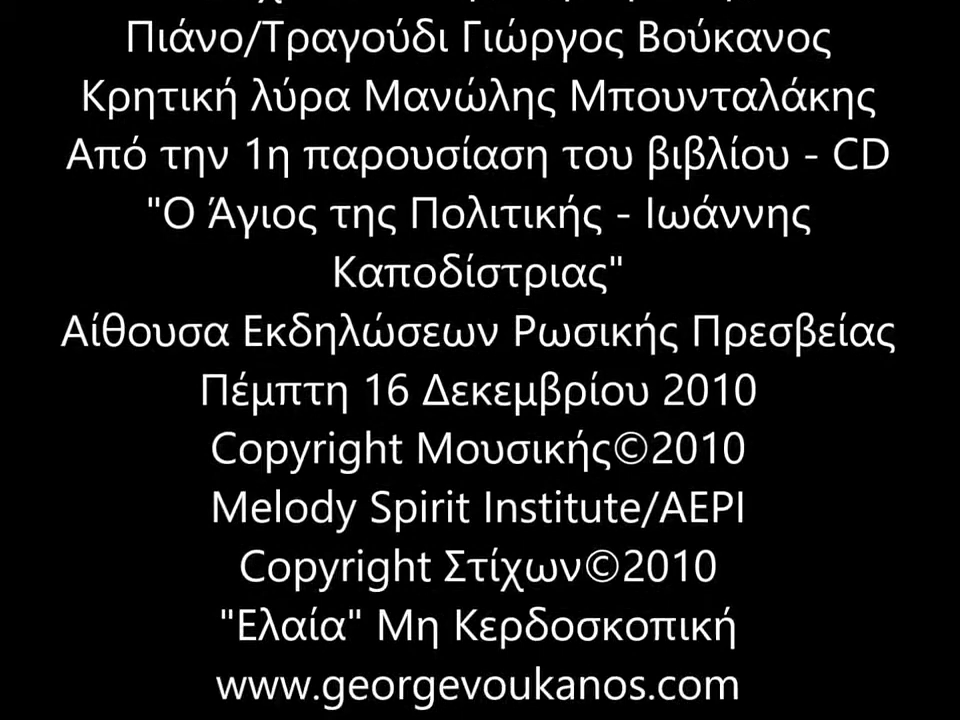 Πιάνο/Τραγούδι Γιώργος Βούκανος
Κρητική λύρα Μανώλης Μπουνταλάκης
Από την 1η παρουσίαση του βιβλίου - CD
"Ο Άγιος της Πολιτικής - Ιωάννης
Καποδίστριας"
Αίθουσα Εκδηλώσεων Ρωσικής Πρεσβείας
Πέμπτη 16 Δεκεμβρίου 2010
Copyright Μουσικής©2010
Melody Spirit Institute/AEPI
Copyright Στίχων©2010
"Ελαία" Μη Κερδοσκοπική
www.georgevoukanos.com